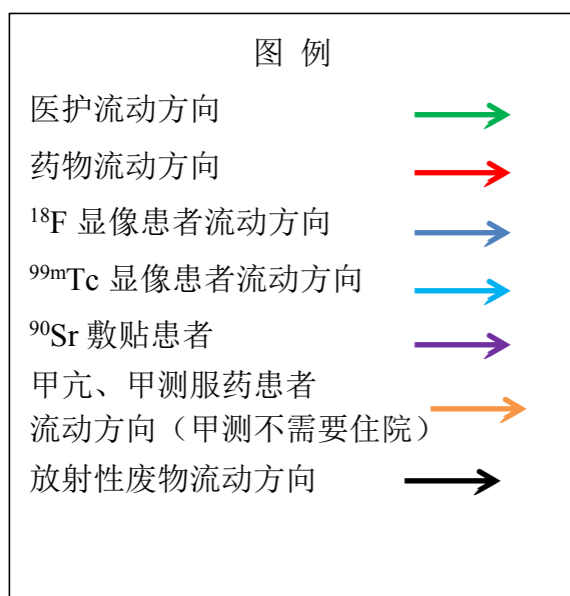 图 例
医护流动方向
药物流动方向
¹⁸F 显像患者流动方向
⁹⁹ᵐTc 显像患者流动方向
⁹⁰Sr 敷贴患者
甲亢、甲测服药患者
流动方向（甲测不需要住院）
放射性废物流动方向